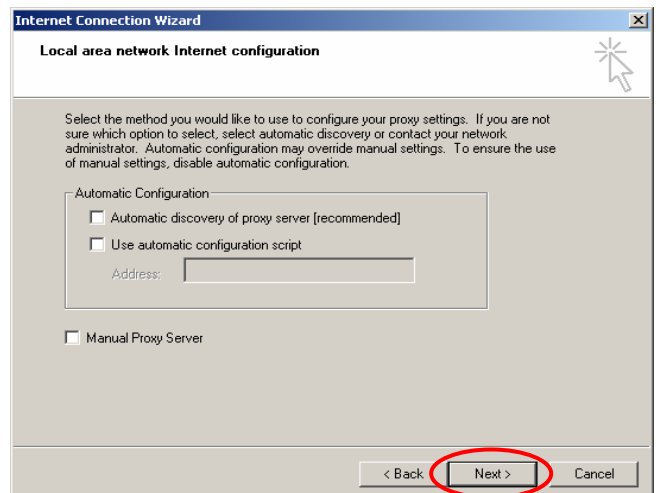 Internet Connection Wizard
Local area network Internet configuration
Select the method you would like to use to configure your proxy settings. If you are not
sure which option to select, select automatic discovery or contact your network
administrator. Automatic configuration may override manual settings. To ensure the use
of manual settings, disable automatic configuration.
Automatic Configuration
Automatic discovery of proxy server [recommended]
Use automatic configuration script
Address:
Manual Proxy Server
< Back Next > Cancel